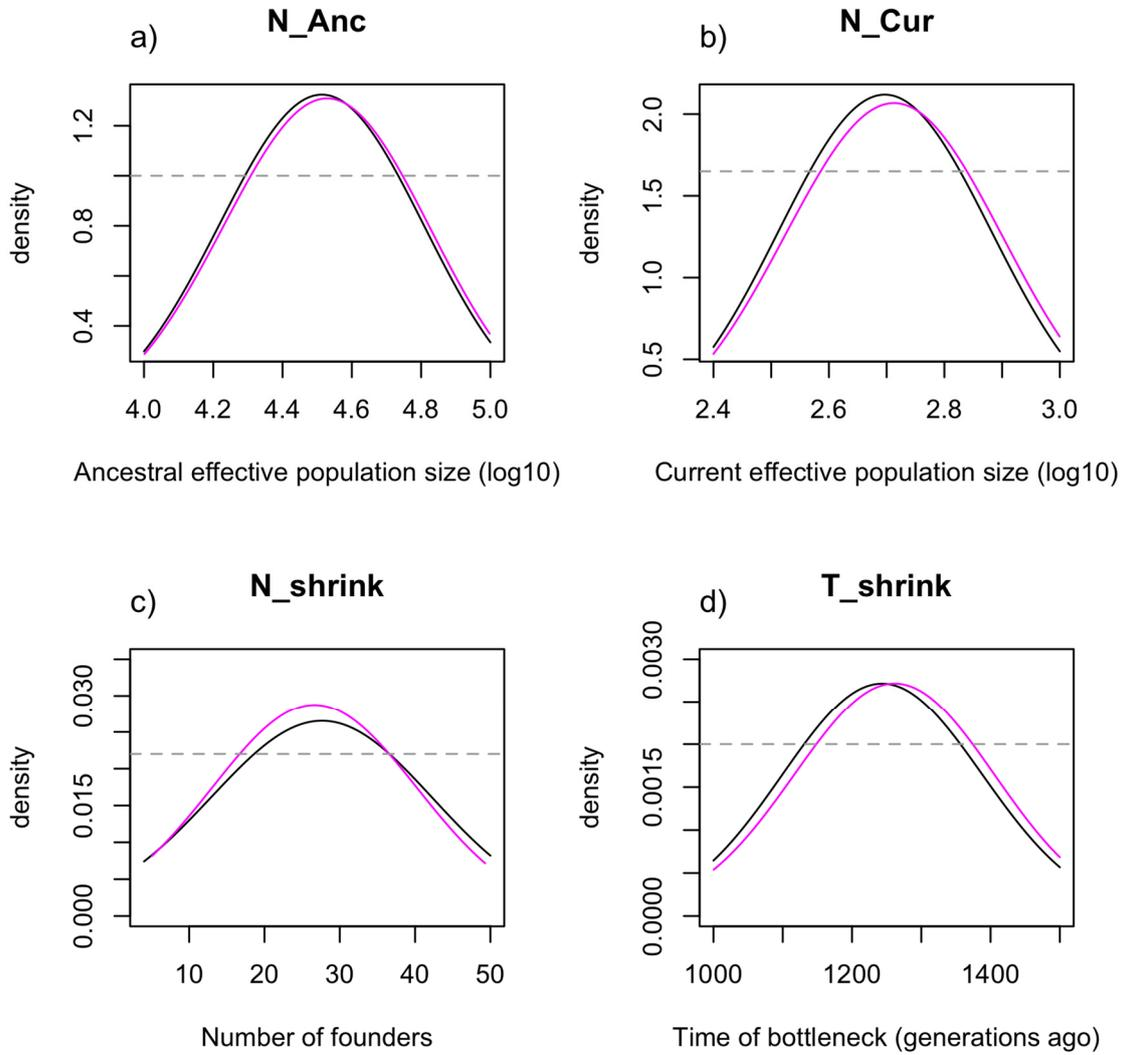 a)
N_Anc
density
0.4
0.8
1.2
4.0 4.2 4.4 4.6 4.8 5.0
Ancestral effective population size (log10)
b)
N_Cur
density
0.5
1.0
1.5
2.0
2.4 2.6 2.8 3.0
Current effective population size (log10)
c)
N_shrink
density
0.000
0.015
0.030
10 20 30 40 50
Number of founders
d)
T_shrink
density
0.0000
0.0015
0.0030
1000 1200 1400
Time of bottleneck (generations ago)